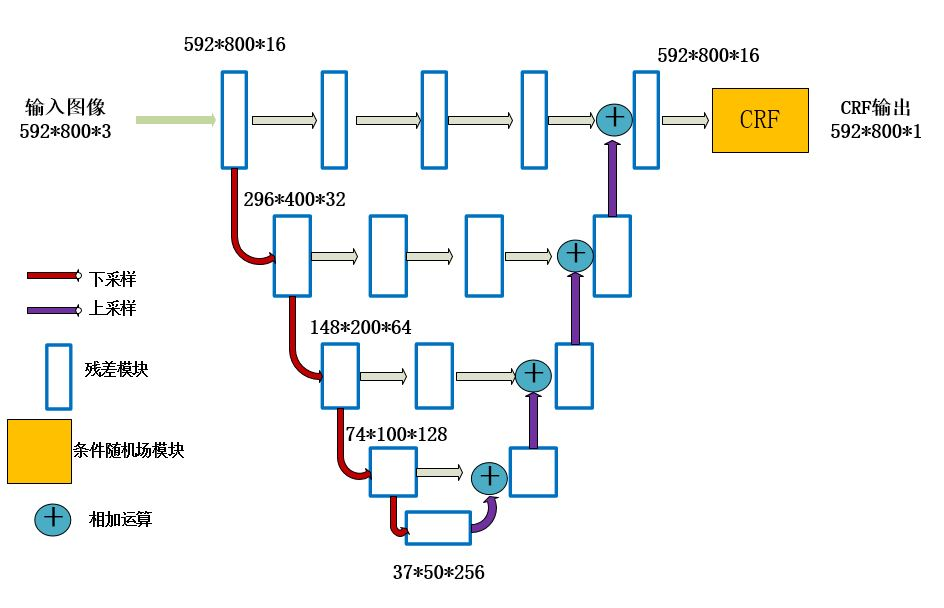 592*800*16
592*800*16
输入图像
592*800*3
CRF
CRF输出
592*800*1
296*400*32
下采样
上采样
148*200*64
残差模块
74*100*128
条件随机场模块
相加运算
37*50*256